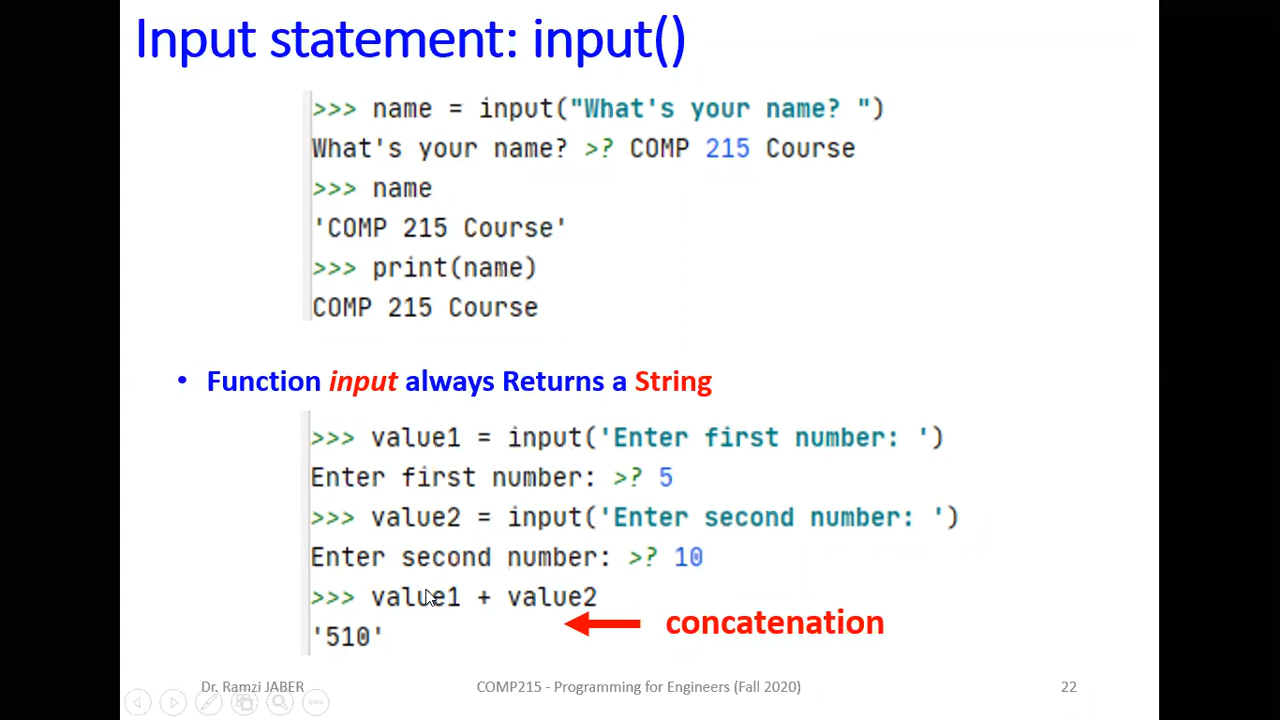 Input statement: input()
>>> name = input("What's your name? ")
What's your name? >? COMP 215 Course
>>> name
'COMP 215 Course'
>>> print(name)
COMP 215 Course
• Function input always Returns a String
>>> value1 = input('Enter first number: ')
Enter first number: >? 5
>>> value2 = input('Enter second number: ')
Enter second number: >? 10
>>> value1 + value2
concatenation
'510'
Dr. Ramzi JABER
COMP215 - Programming for Engineers (Fall 2020)
22